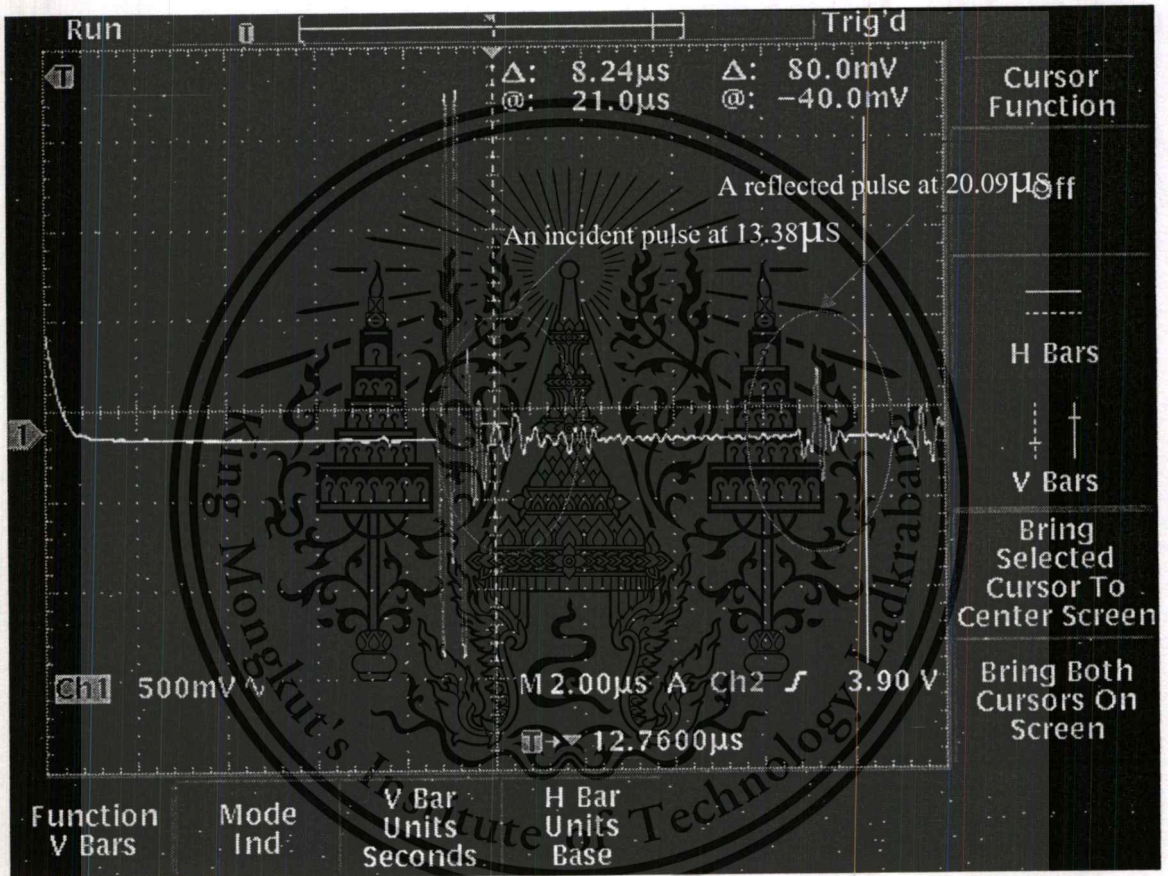 Run
T
Trig'd
T
Δ: 8.24µs
Δ: 80.0mV
@: 21.0µs
@: -40.0mV
Cursor
Function
A reflected pulse at 20.09µS
Off
An incident pulse at 13.38µS
H Bars
1
V Bars
Bring
Selected
Cursor To
Center Screen
Ch1 500mV∿ M 2.00µs A Ch2 ʃ 3.90 V
Bring Both
Cursors On
Screen
T→▾ 12.7600µs
Function
V Bars
Mode
Ind
V Bar
Units
Seconds
H Bar
Units
Base
King Mongkut's Institute of Technology Ladkrabang